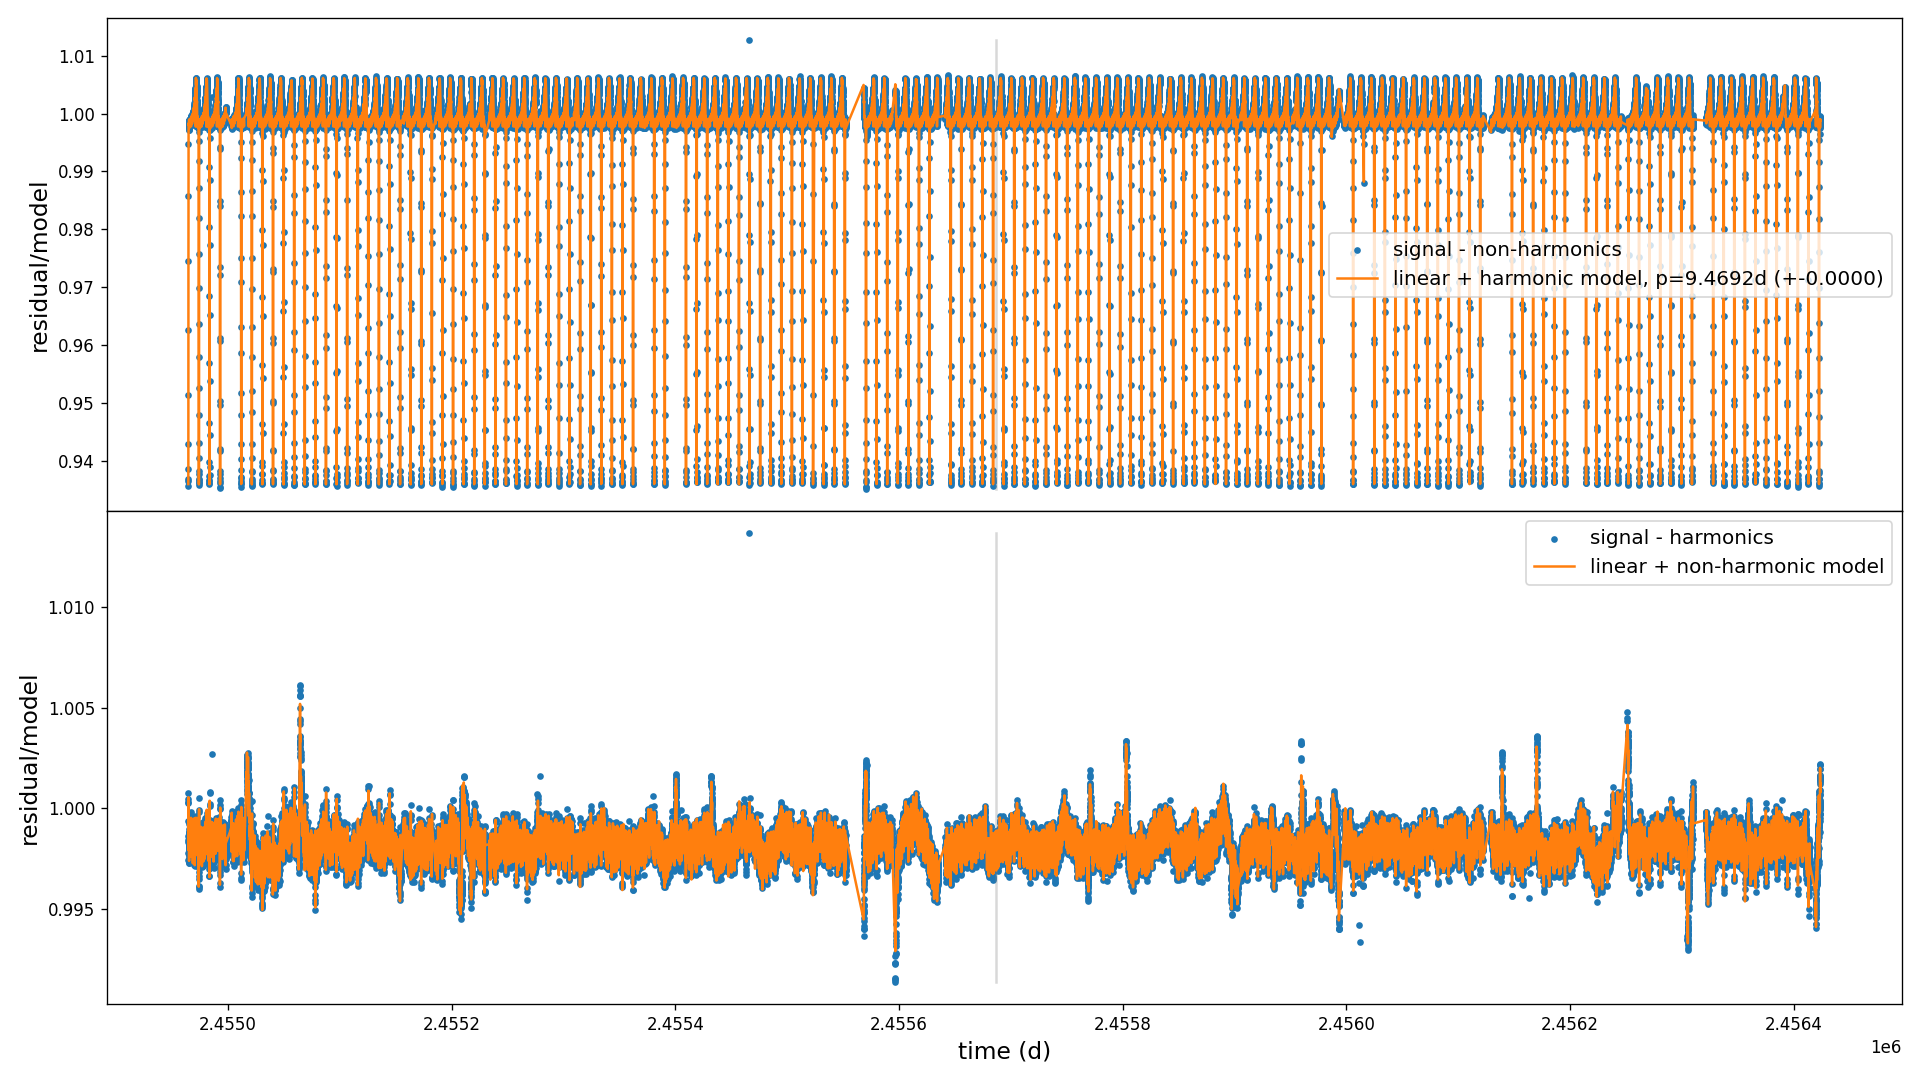 residual/model
1.01
1.00
0.99
0.98
0.97
0.96
0.95
0.94
signal - non-harmonics
linear + harmonic model, p=9.4692d (+-0.0000)
residual/model
1.010
1.005
1.000
0.995
signal - harmonics
linear + non-harmonic model
2.4550
2.4552
2.4554
2.4556
2.4558
2.4560
2.4562
2.4564
1e6
time (d)